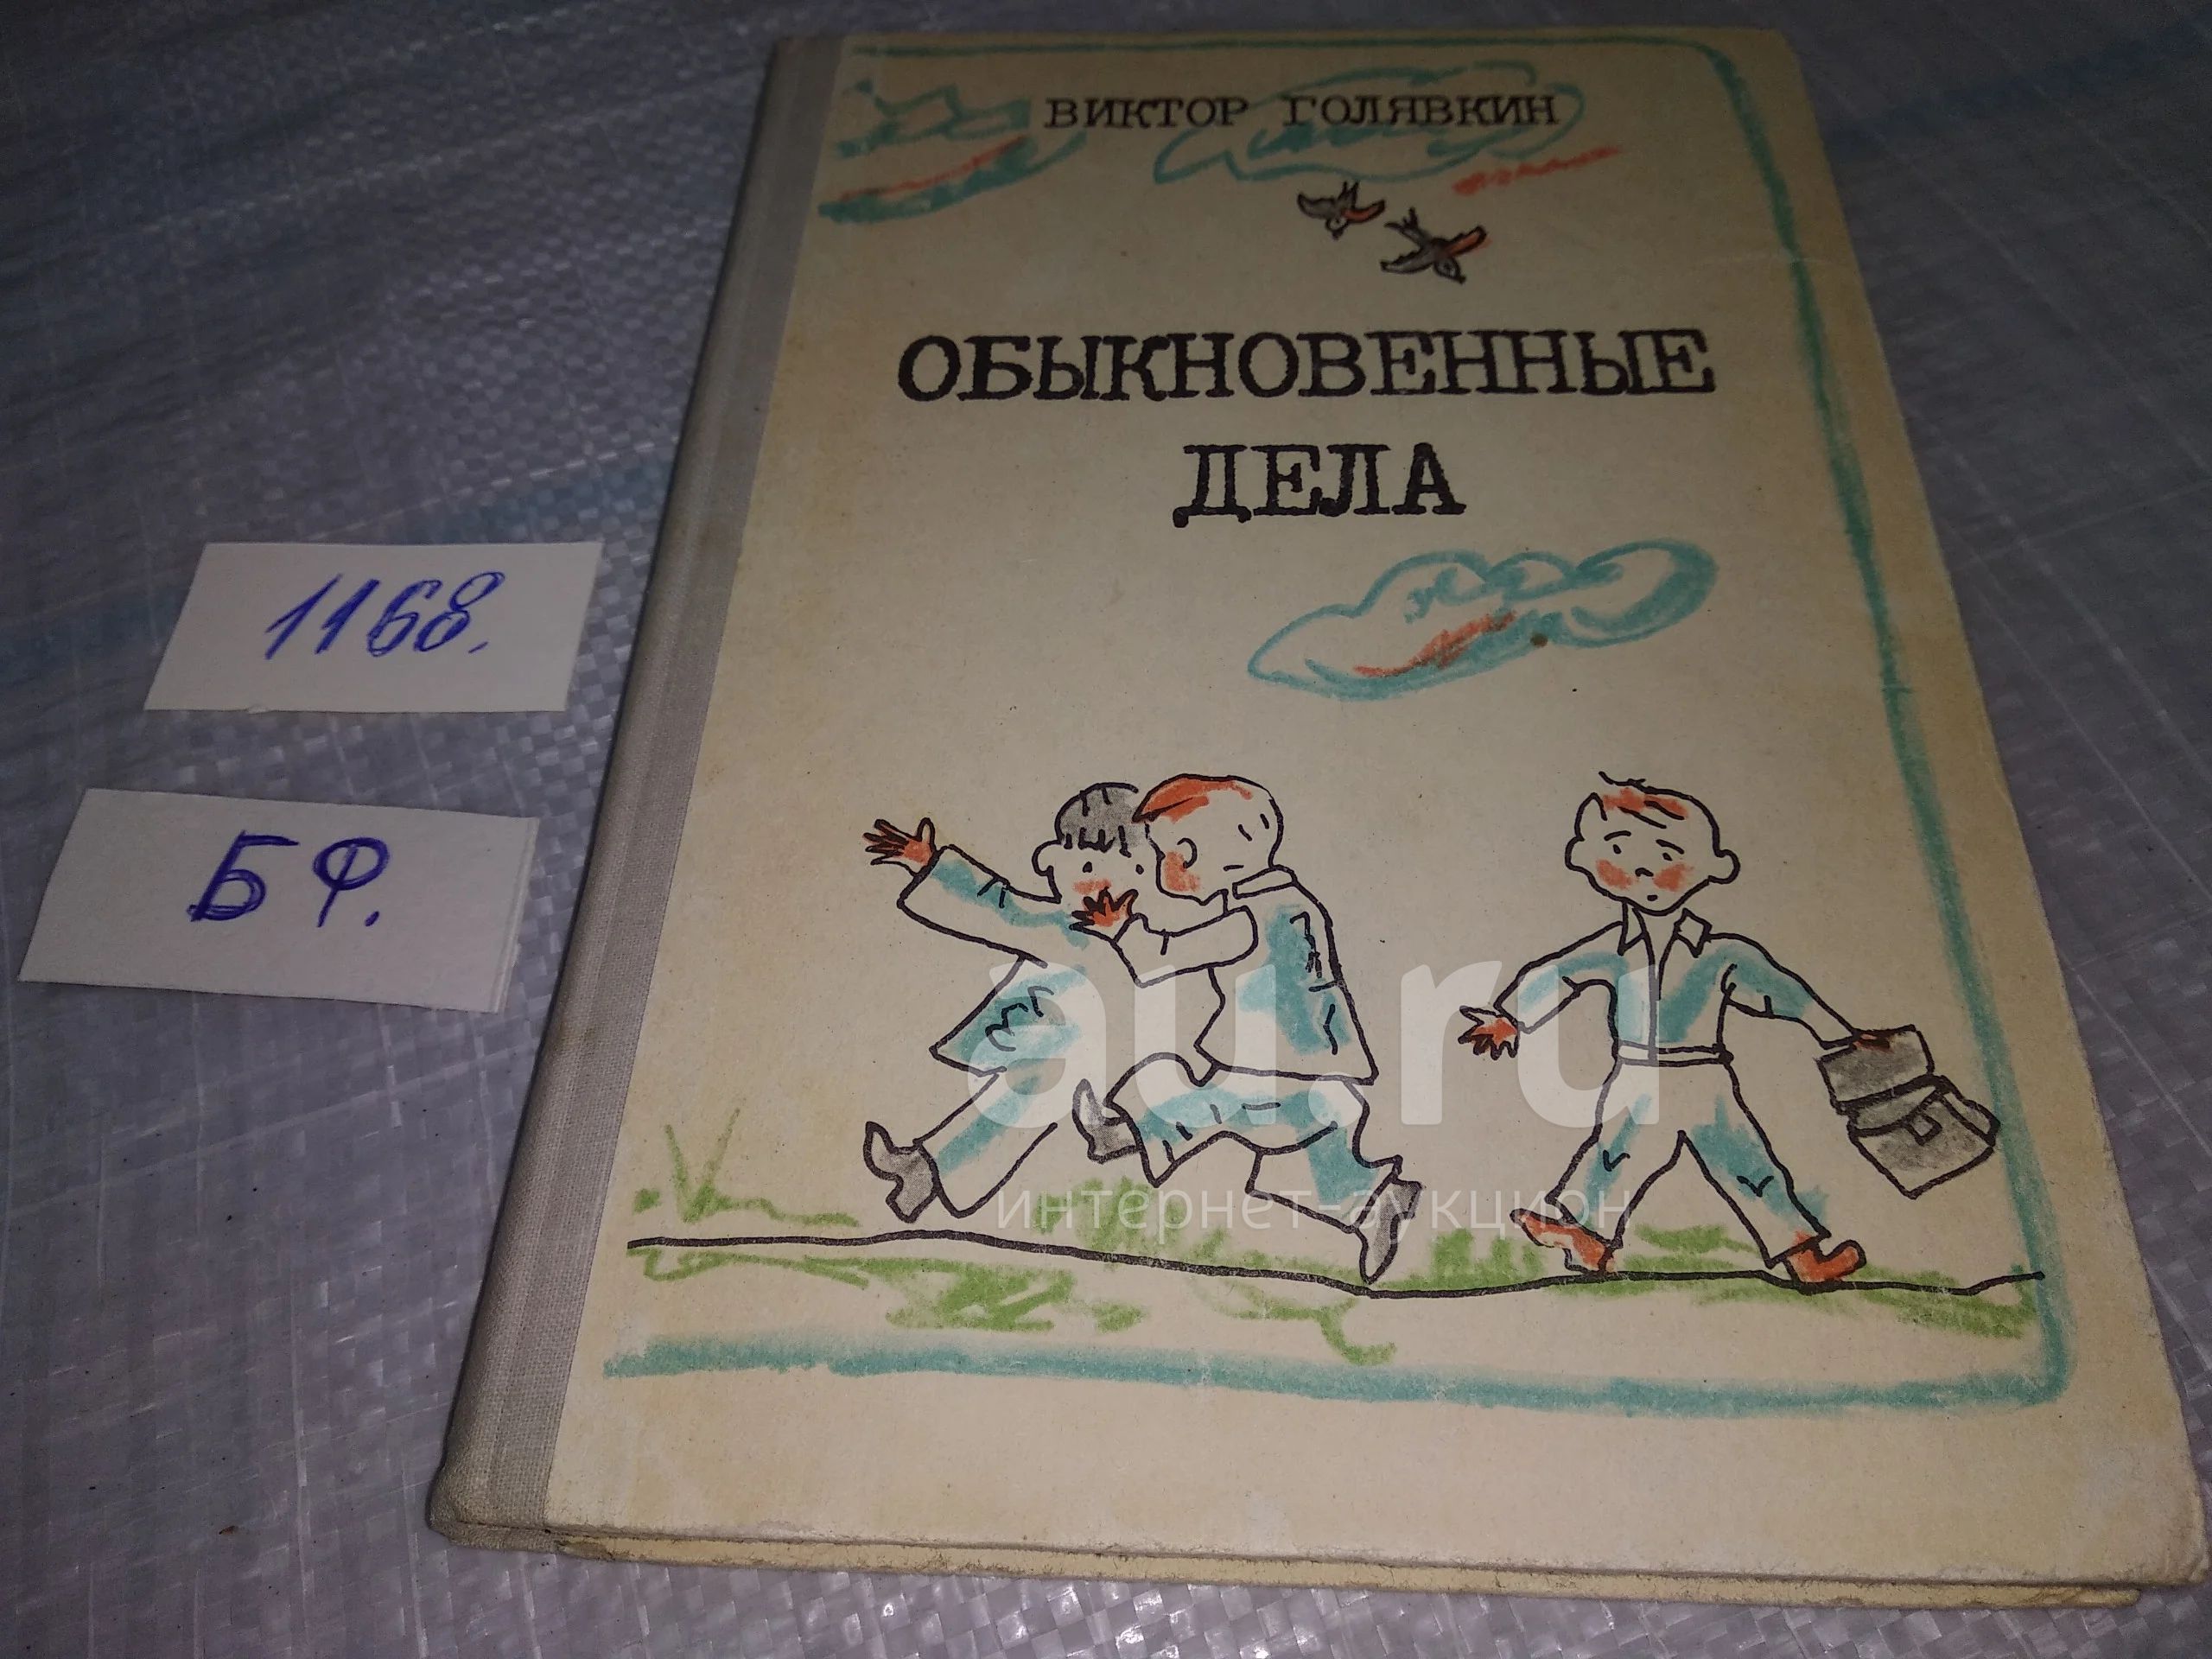 ВИКТОР ГОЛЯВКИН
ОБЫКНОВЕННЫЕ
ДЕЛА
1168.
БФ.
au.ru
интернет-аукцион